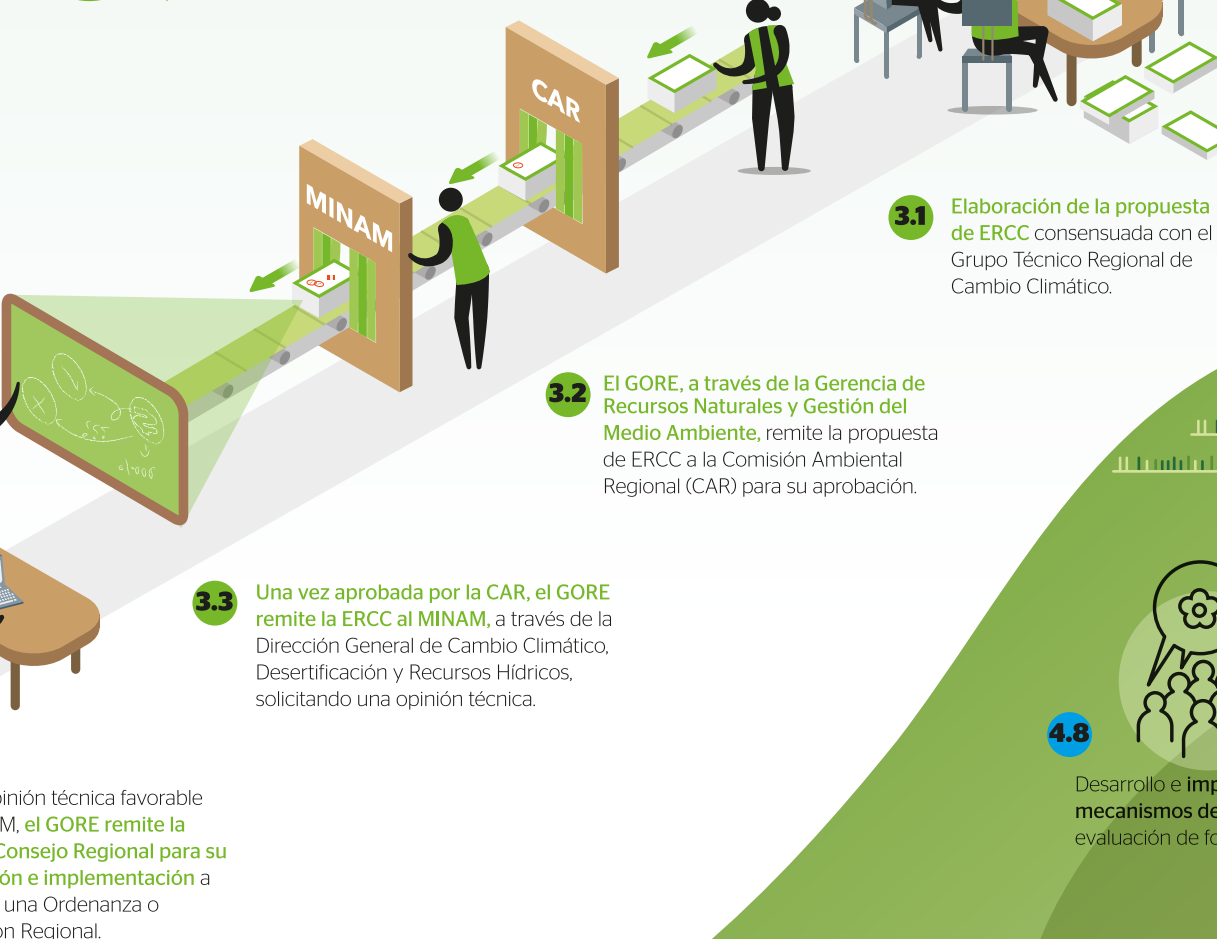 CAR
MINAM
3.1
Elaboración de la propuesta
de ERCC consensuada con el
Grupo Técnico Regional de
Cambio Climático.
3.2
El GORE, a través de la Gerencia de
Recursos Naturales y Gestión del
Medio Ambiente, remite la propuesta
de ERCC a la Comisión Ambiental
Regional (CAR) para su aprobación.
3.3
Una vez aprobada por la CAR, el GORE
remite la ERCC al MINAM, a través de la
Dirección General de Cambio Climático,
Desertificación y Recursos Hídricos,
solicitando una opinión técnica.
técnica favorable
el GORE remite la
Consejo Regional para su
e implementación a
una Ordenanza o
Regional.
4.8
Desarrollo e
mecanismos de
evaluación de